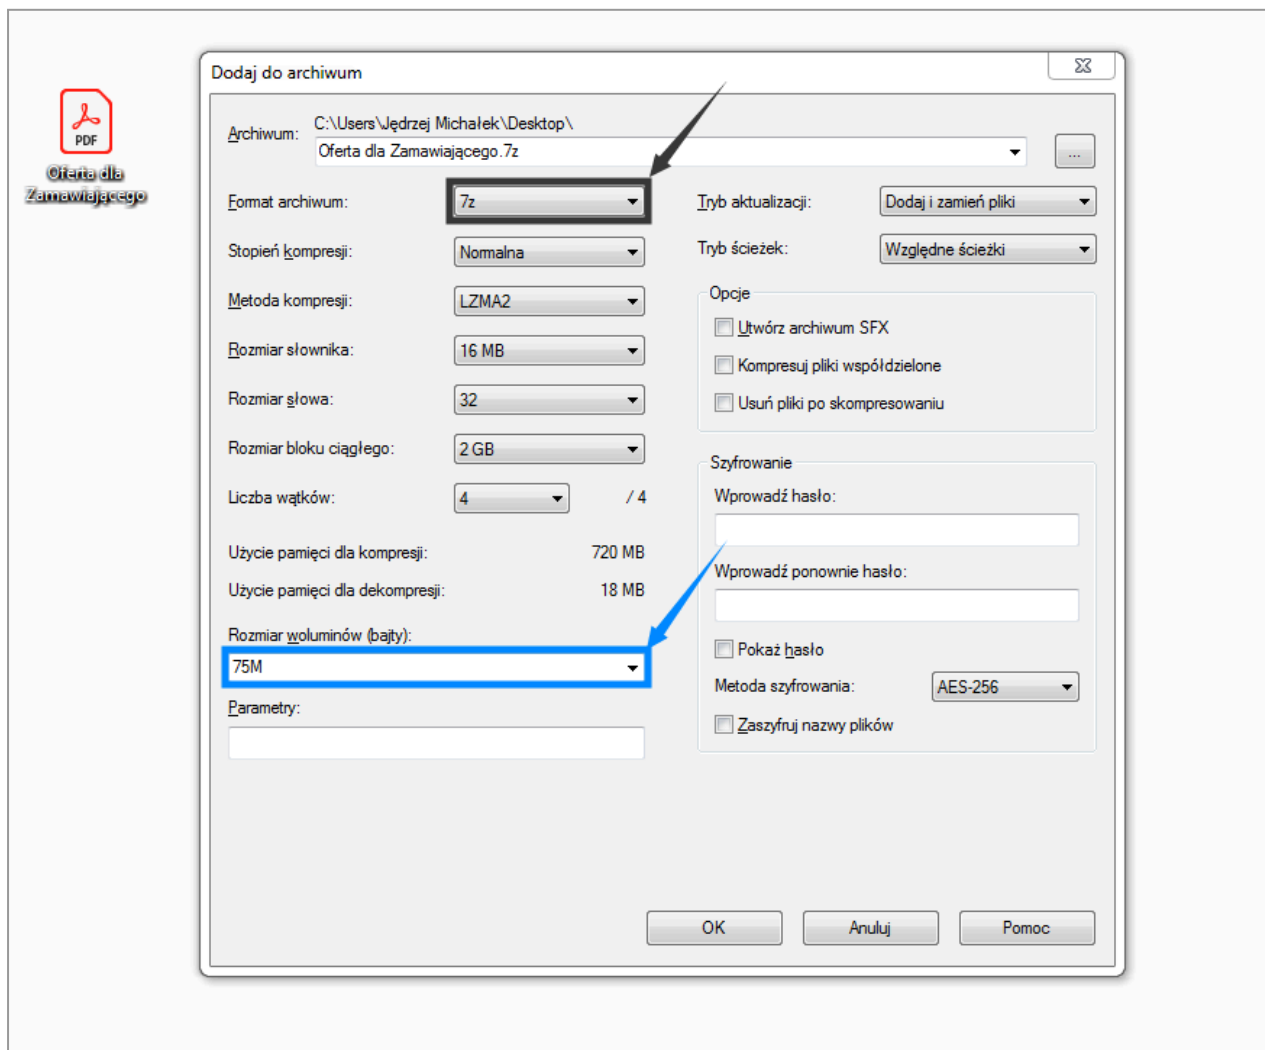 Dodaj do archiwum
PDF
Oferta dla
Zamawiającego
Archiwum:
C:\Users\Jędrzej Michałek\Desktop\
Oferta dla Zamawiającego.7z
...
Format archiwum:
7z
Stopień kompresji:
Normalna
Metoda kompresji:
LZMA2
Rozmiar słownika:
16 MB
Rozmiar słowa:
32
Rozmiar bloku ciągłego:
2 GB
Liczba wątków:
4
/ 4
Użycie pamięci dla kompresji:
720 MB
Użycie pamięci dla dekompresji:
18 MB
Rozmiar woluminów (bajty):
75M
Parametry:
Tryb aktualizacji:
Dodaj i zamień pliki
Tryb ścieżek:
Względne ścieżki
Opcje
Utwórz archiwum SFX
Kompresuj pliki współdzielone
Usuń pliki po skompresowaniu
Szyfrowanie
Wprowadź hasło:
Wprowadź ponownie hasło:
Pokaż hasło
Metoda szyfrowania:
AES-256
Zaszyfruj nazwy plików
OK
Anuluj
Pomoc